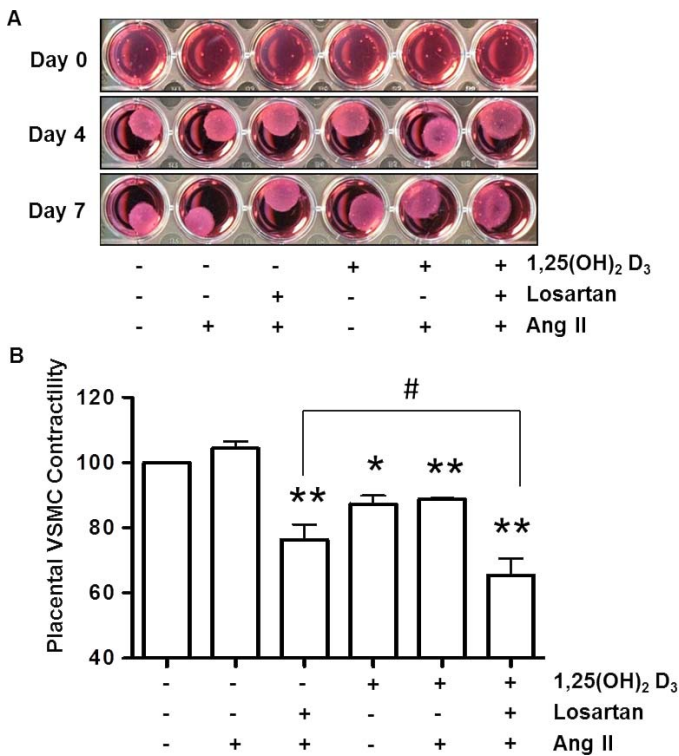 A
Day 0
Day 4
Day 7
- - - + + + 1,25(OH)₂ D₃
- - + - - + Losartan
- + + - + + Ang II
B
Placental VSMC Contractility
120
100
80
60
40
#
** * ** **
- - - + + + 1,25(OH)₂ D₃
- - + - - + Losartan
- + + - + + Ang II